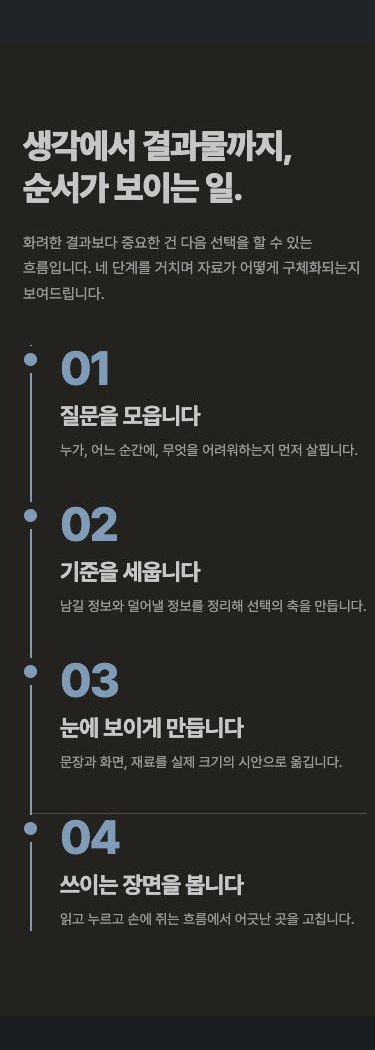 생각에서 결과물까지,
순서가 보이는 일.
화려한 결과보다 중요한 건 다음 선택을 할 수 있는
흐름입니다. 네 단계를 거치며 자료가 어떻게 구체화되는지
보여드립니다.
01
질문을 모읍니다
누가, 어느 순간에, 무엇을 어려워하는지 먼저 살핍니다.
02
기준을 세웁니다
남길 정보와 덜어낼 정보를 정리해 선택의 축을 만듭니다.
03
눈에 보이게 만듭니다
문장과 화면, 재료를 실제 크기의 시안으로 옮깁니다.
04
쓰이는 장면을 봅니다
읽고 누르고 손에 쥐는 흐름에서 어긋난 곳을 고칩니다.